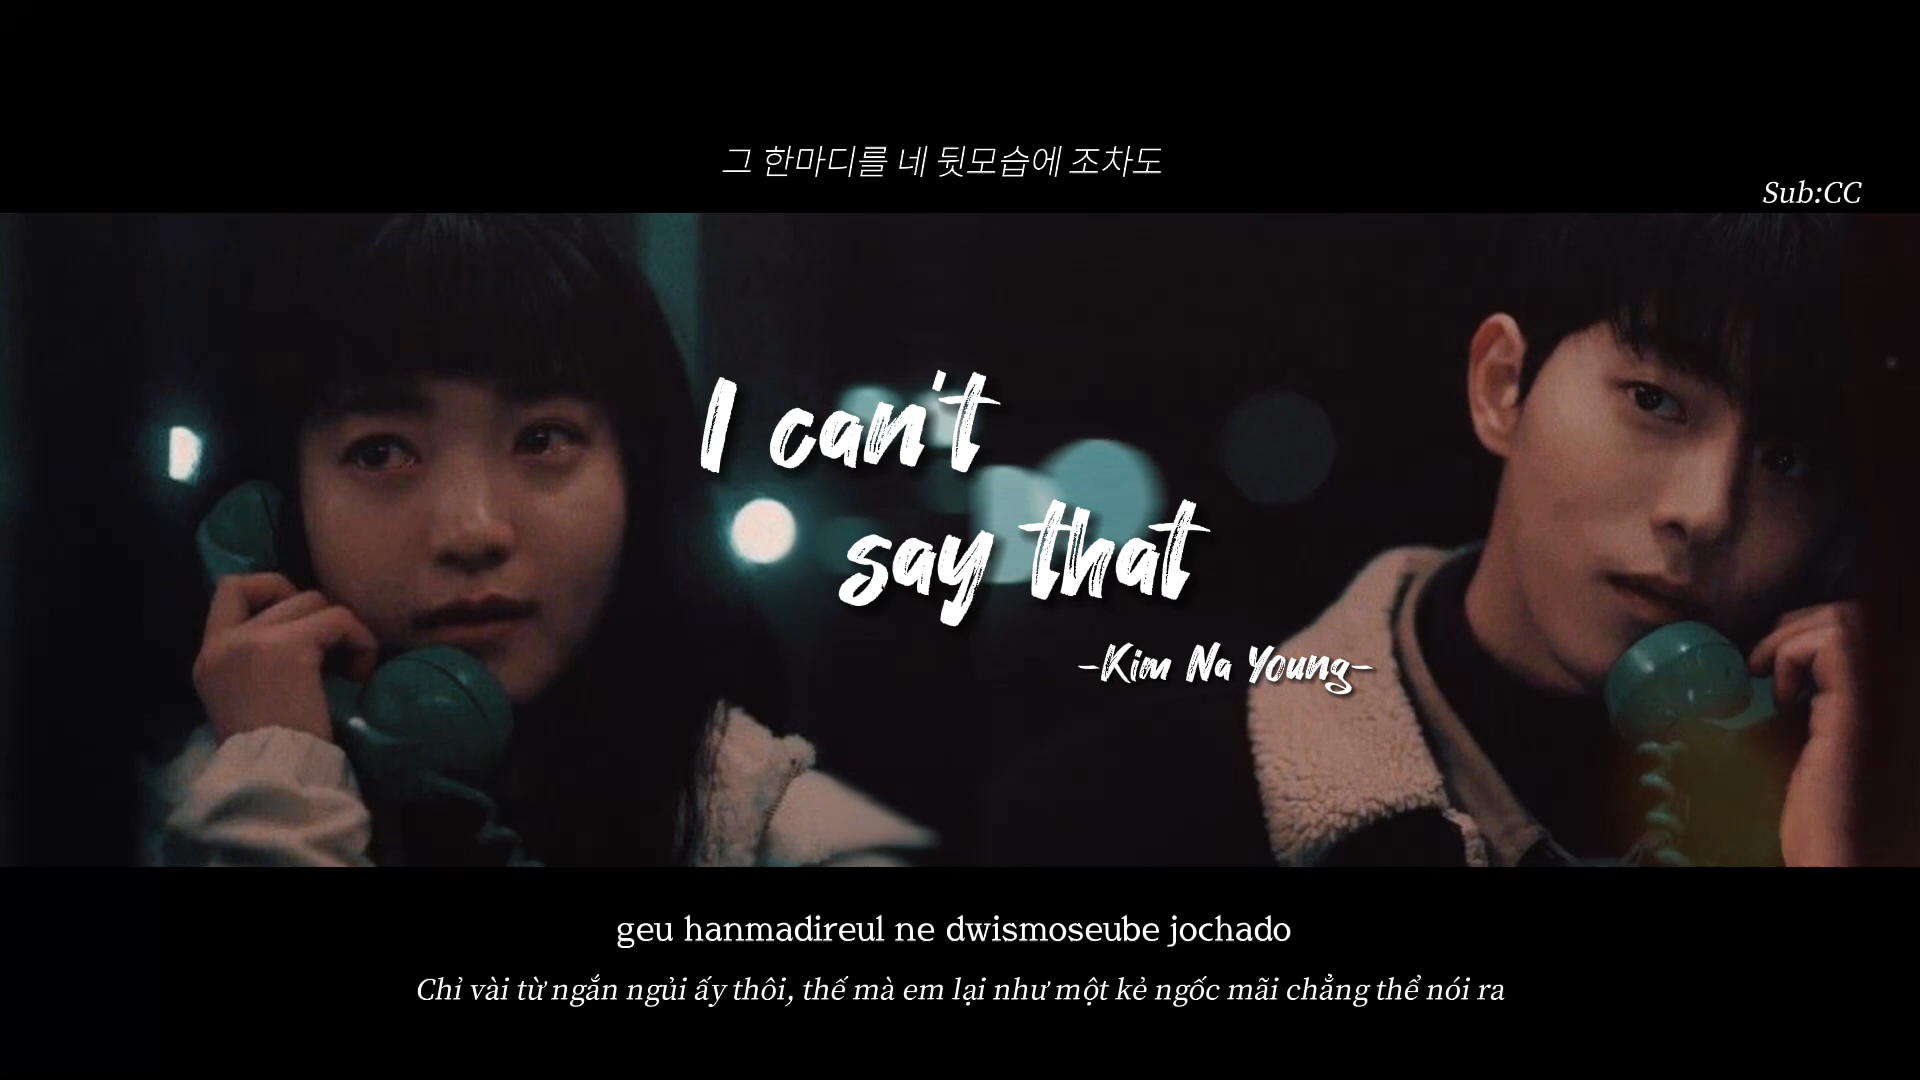 그 한마디를 네 뒷모습에 조차도
Sub:CC
I can't
say that
-Kim Na Young-
geu hanmadireul ne dwismoseube jochado
Chỉ vài từ ngắn ngủi ấy thôi, thế mà em lại như một kẻ ngốc mãi chẳng thể nói ra